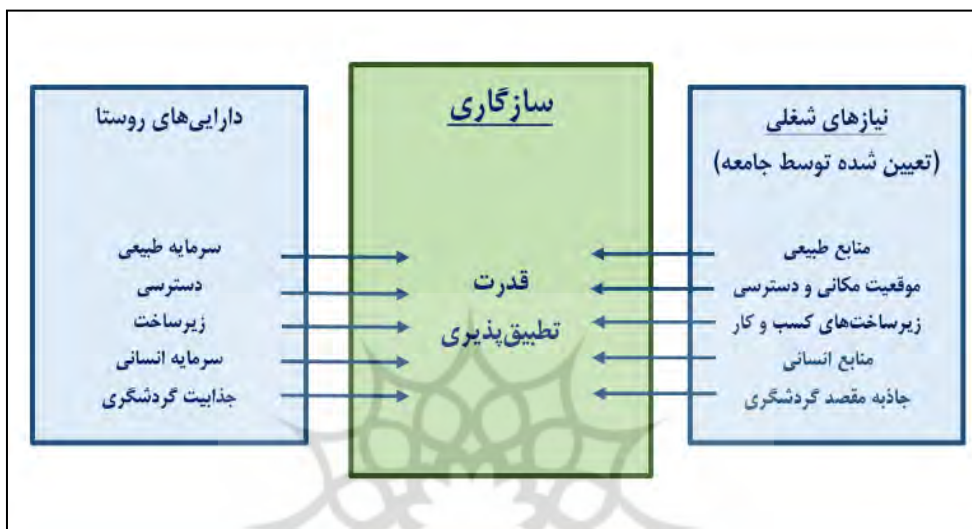 نیازهای شغلی
(تعیین شده توسط جامعه)
منابع طبیعی
موقعیت مکانی و دسترسی
زیرساخت‌های کسب و کار
منابع انسانی
جاذبه مقصد گردشگری
سازگاری
قدرت
تطبیق‌پذیری
دارایی‌های روستا
سرمایه طبیعی
دسترسی
زیرساخت
سرمایه انسانی
جذابیت گردشگری